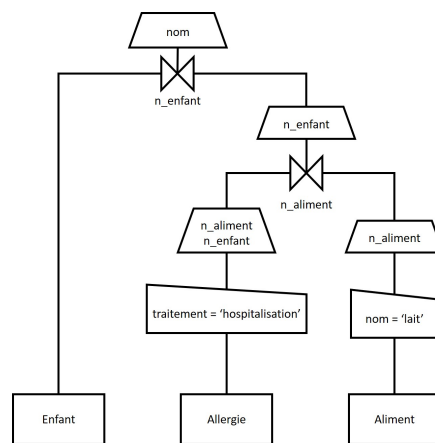 nom
n_enfant
n_enfant
n_aliment
n_aliment
n_enfant
n_aliment
traitement = ‘hospitalisation’
nom = ‘lait’
Enfant
Allergie
Aliment